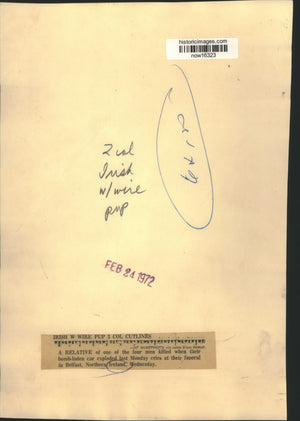 historicimages.com
now16323
2 col
Irish
w/wire
pup
FEB 24 1972
IRISH W WIRE PUP 2 COL CUTLINES
A RELATIVE of one of the four men killed when their
bomb-laden car exploded last Monday cries at their funeral
in Belfast, Northern Ireland, Wednesday.